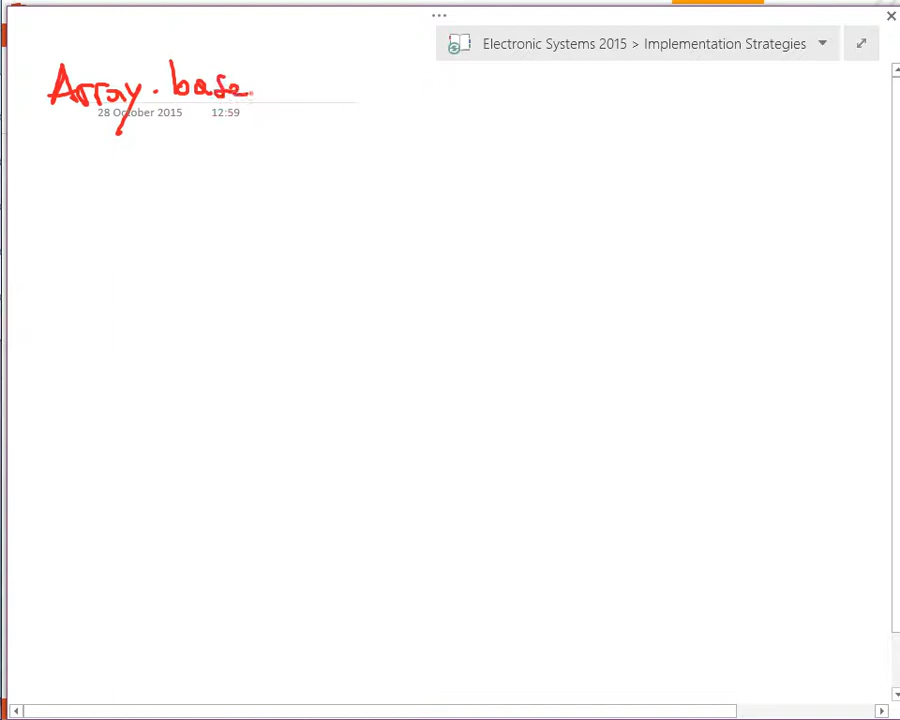 Electronic Systems 2015 > Implementation Strategies
Array. base
28 October 2015 12:59